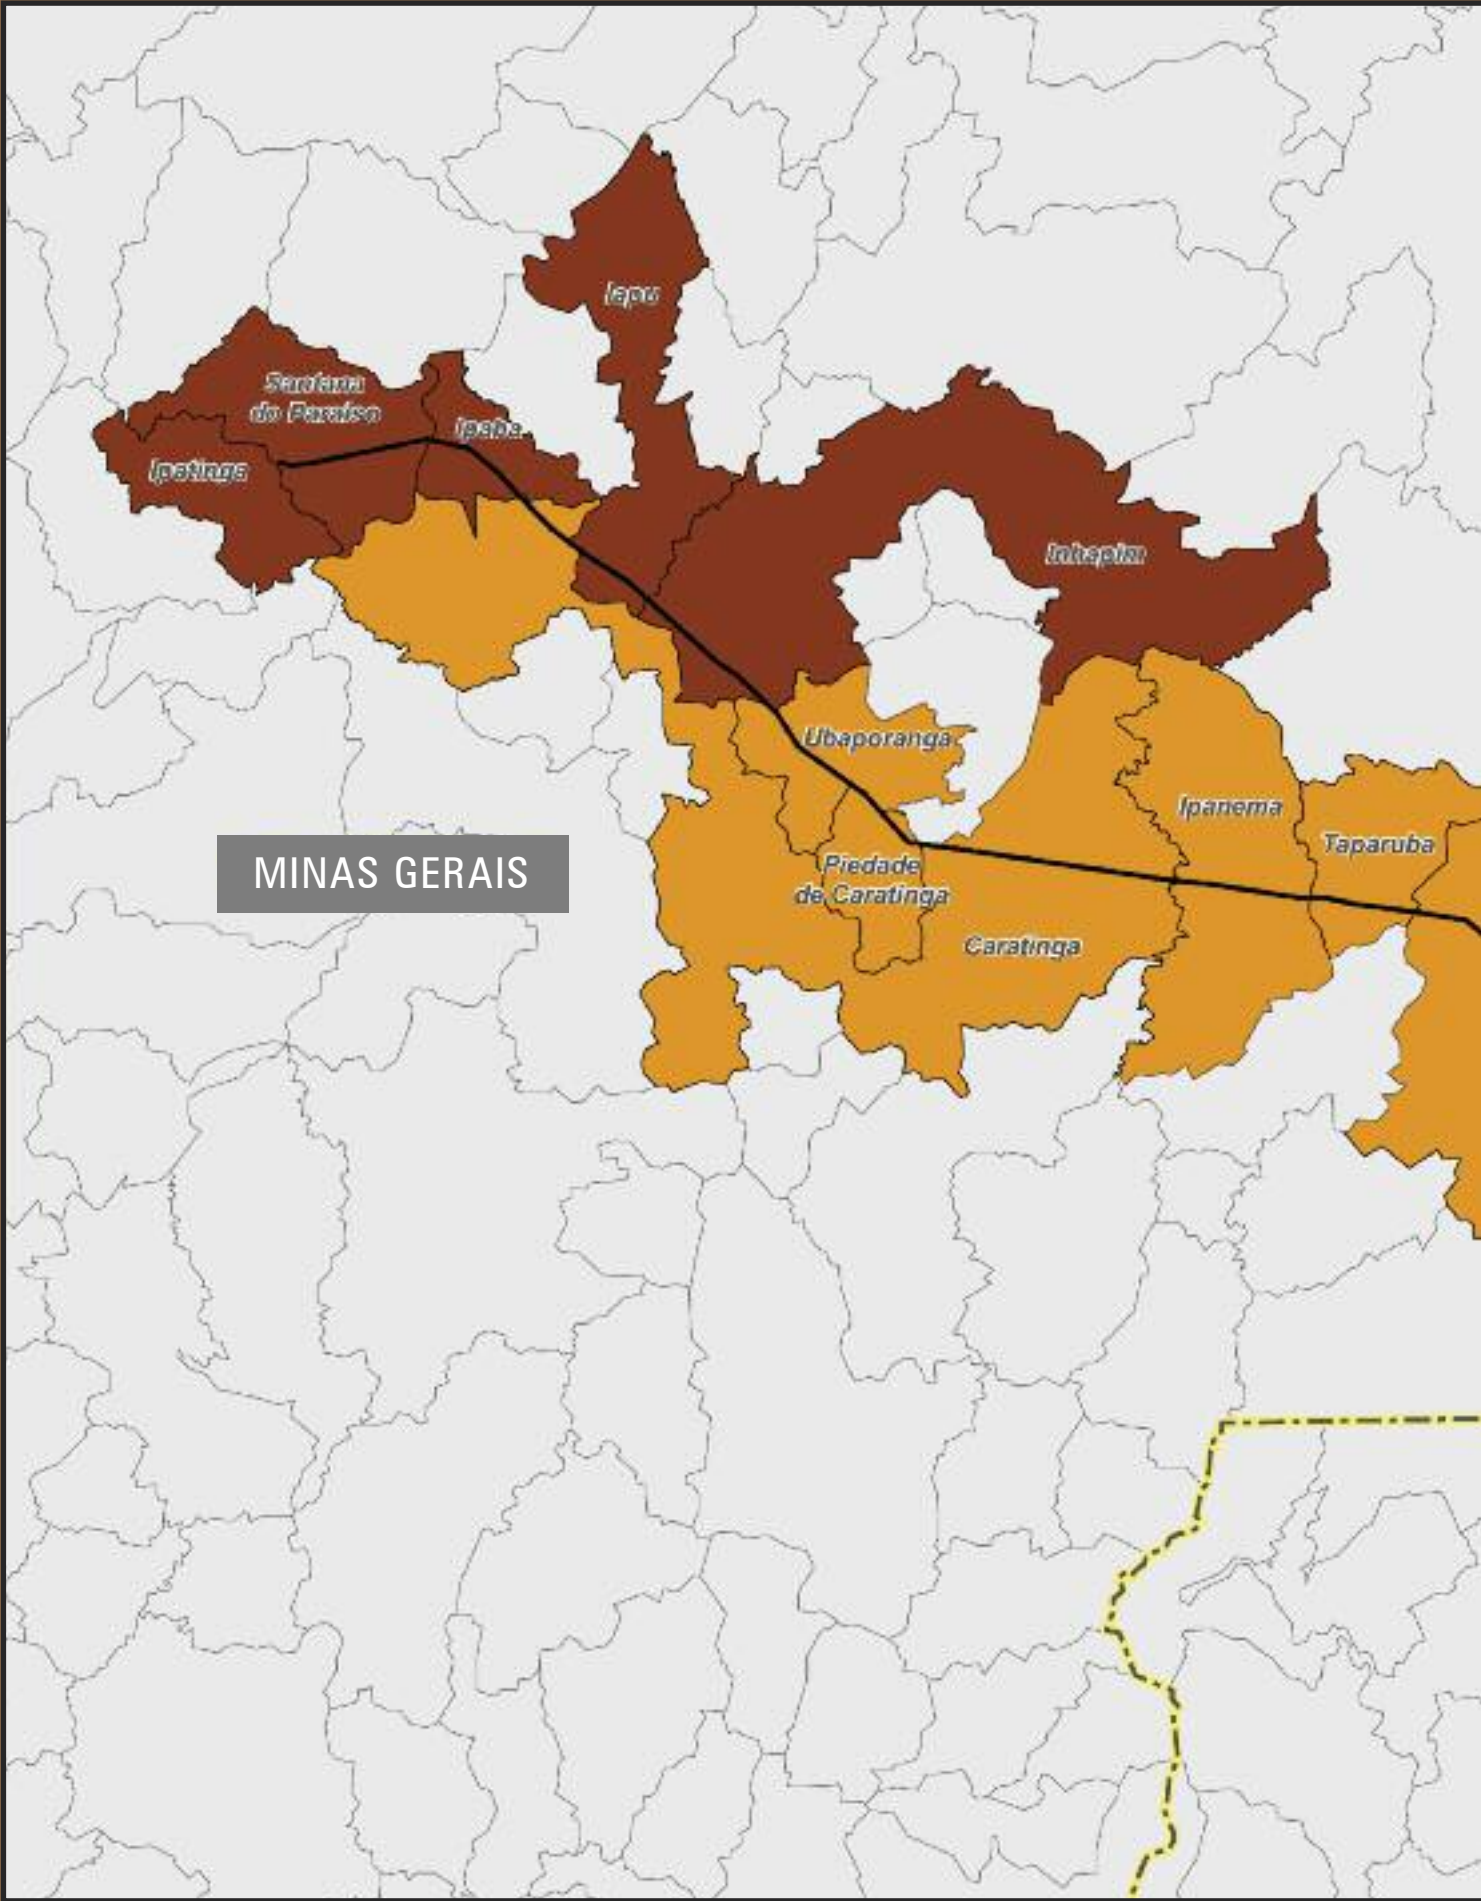 Iapu
Santana
do Paraíso
Ipaba
Ipatinga
Inhapim
Ubaporanga
Ipanema
Taparuba
MINAS GERAIS
Piedade
de Caratinga
Caratinga